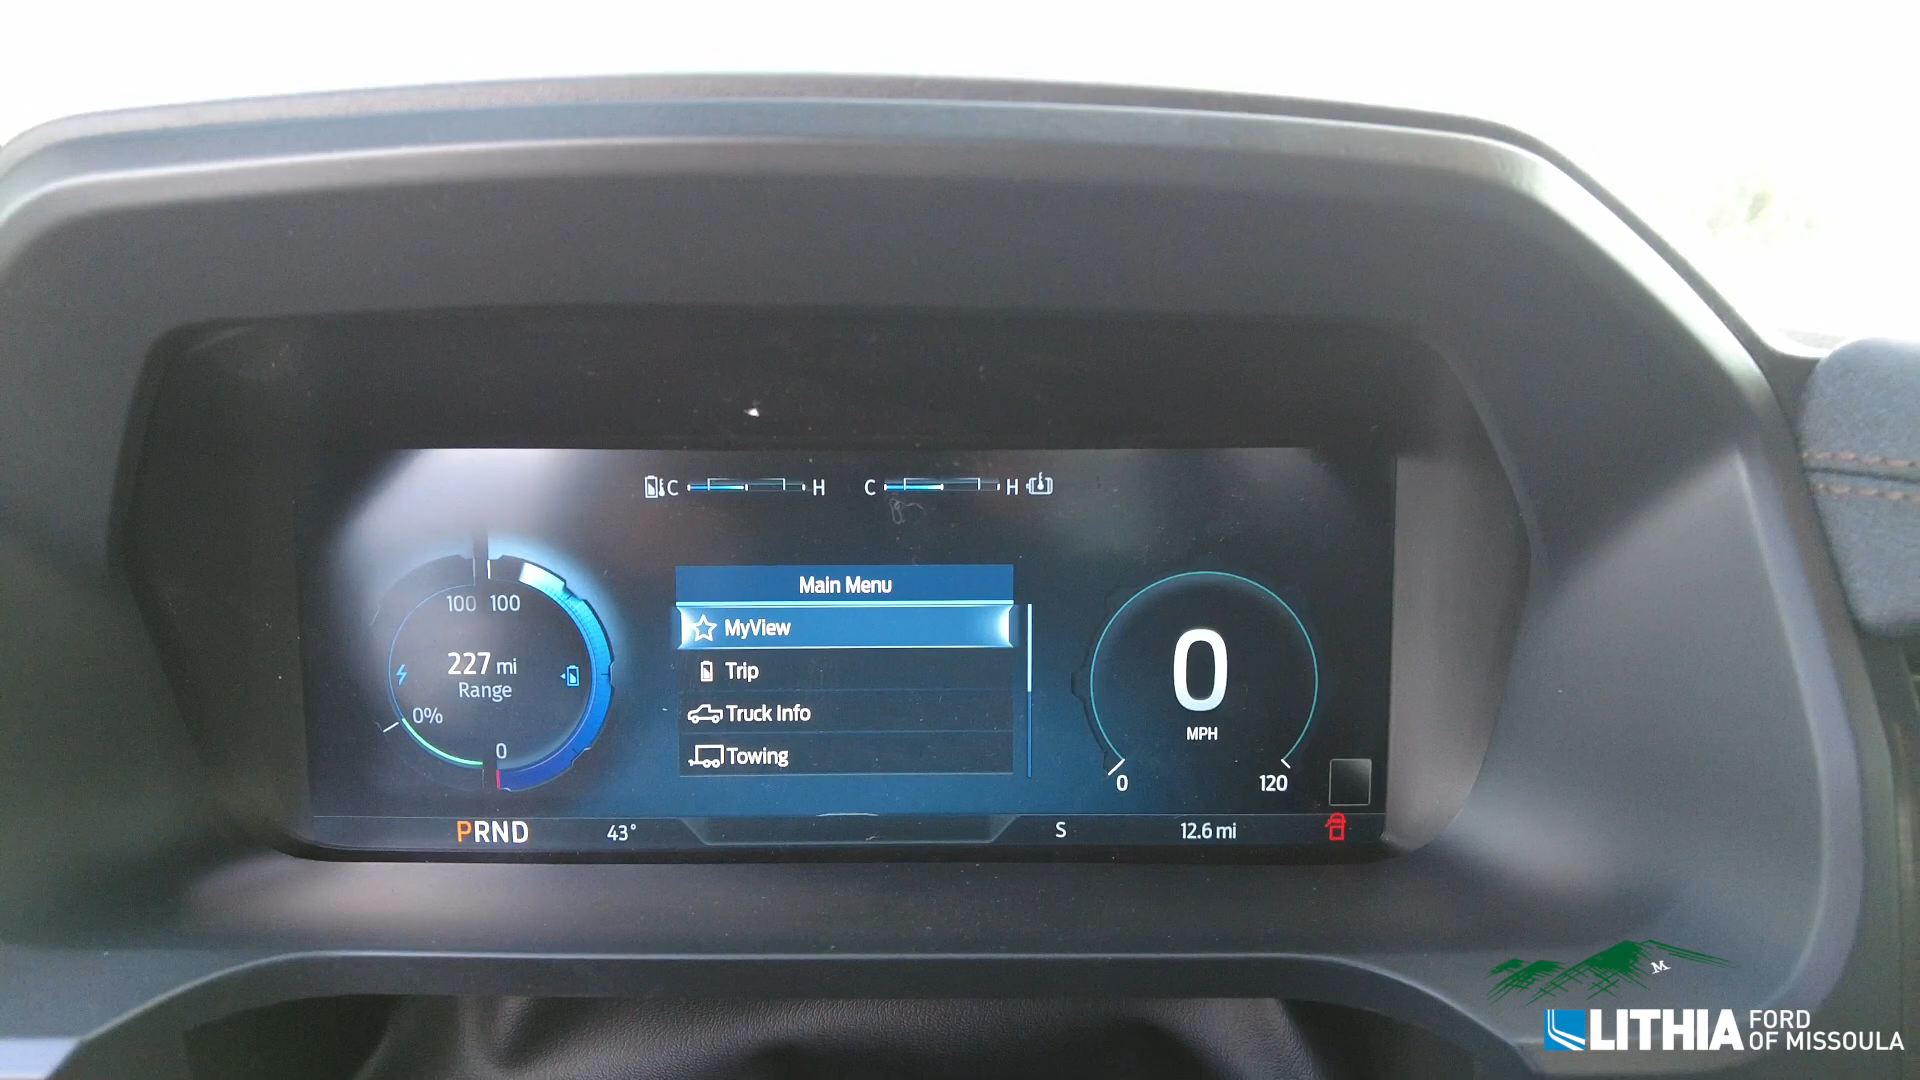 C H C H
100 100
227 mi
Range
0%
0
Main Menu
MyView
Trip
Truck Info
Towing
0
MPH
0 120
PRND 43° S 12.6 mi
M
LITHIA FORD
OF MISSOULA